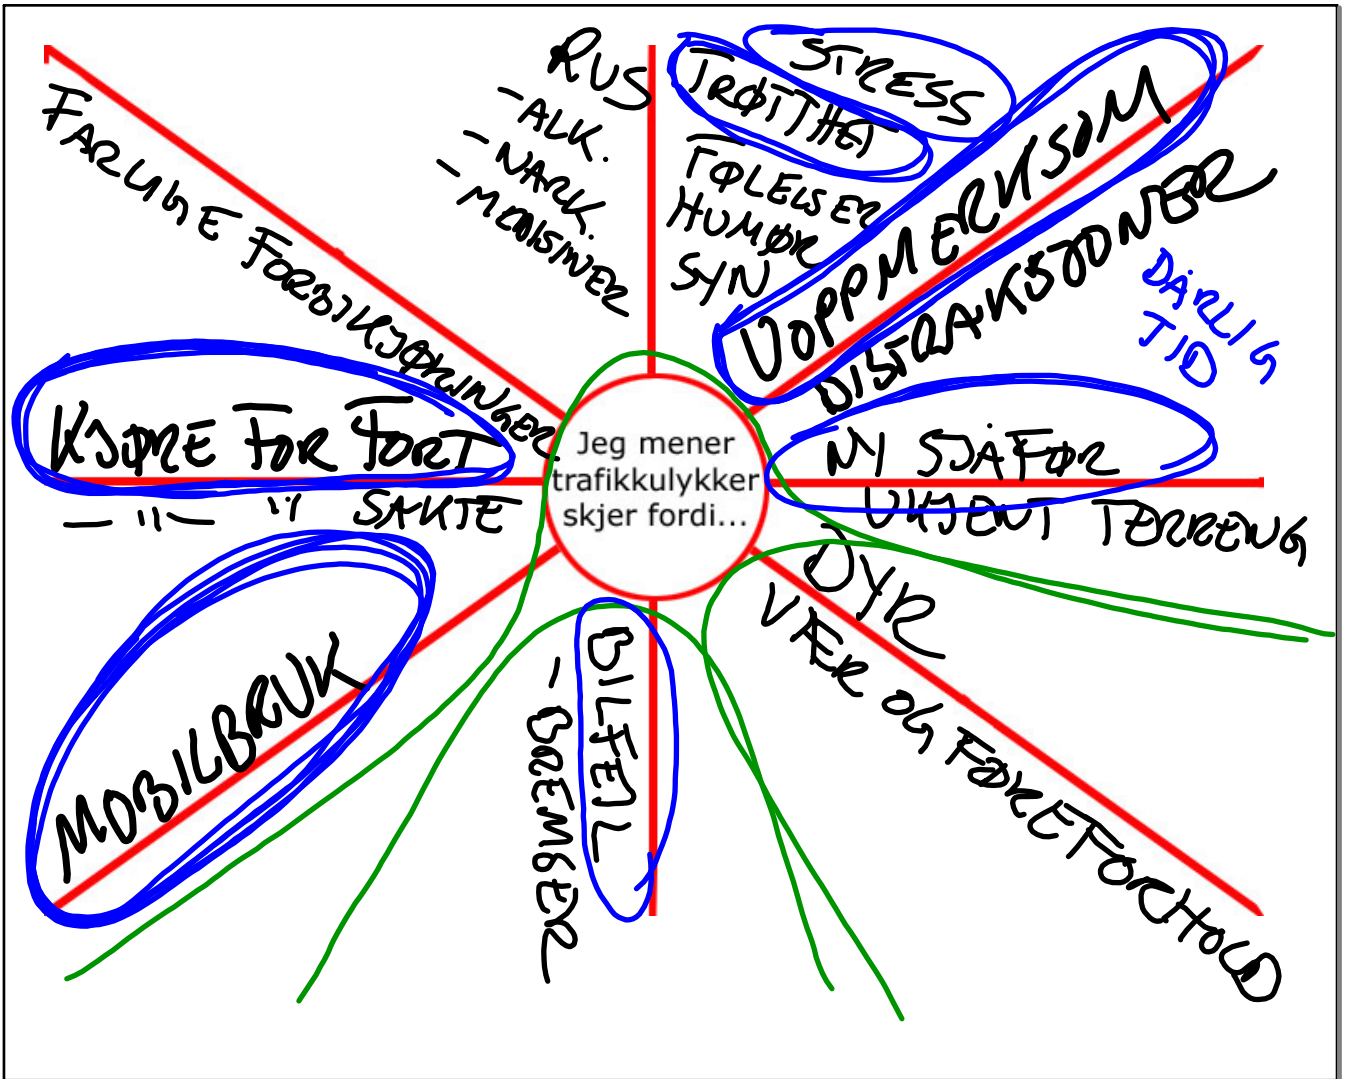 RUS
- ALK.
- NARK.
- MEDISINER
STRESS
TRØTTHET
FØLELSER
HUMØR
SYN
UOPPMERKSOM
DISTRAKSJONER
DÅRLIG
TID
FARLIGE FORBIKJØRINGER
KJØRE FOR FORT
— "— " SAKTE
Jeg mener
trafikkulykker
skjer fordi...
NY SJÅFØR
UKJENT TERRENG
DYR
VÆR OG FØREFORHOLD
MOBILBRUK
BILFEIL
- BREMSER